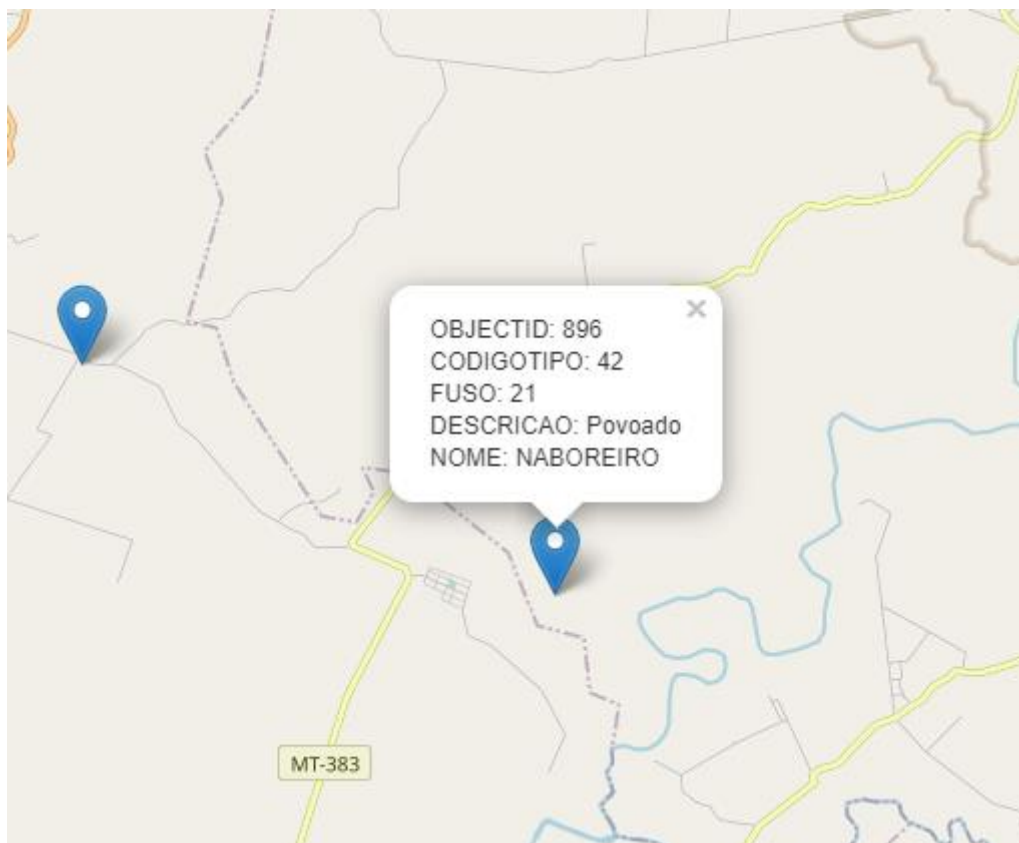 OBJECTID: 896
CODIGOTIPO: 42
FUSO: 21
DESCRICAO: Povoado
NOME: NABOREIRO
MT-383